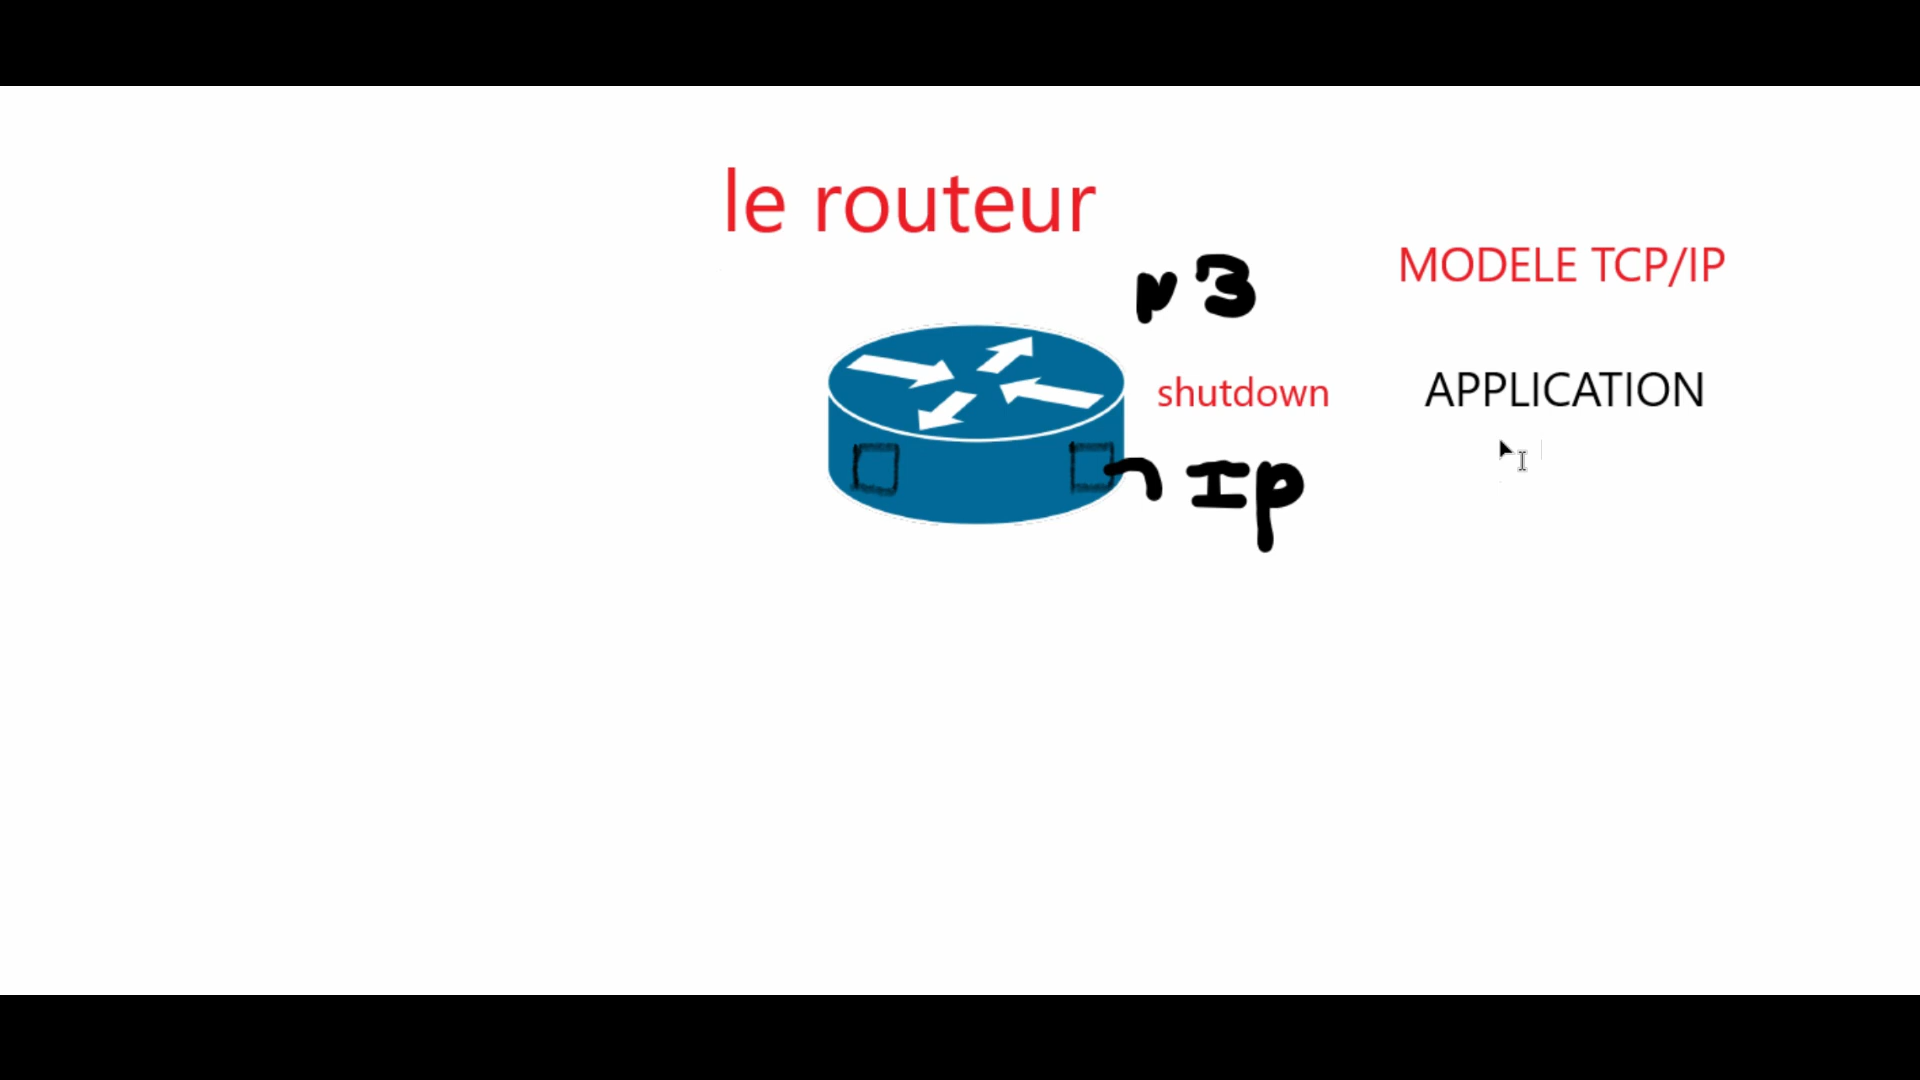 le routeur
N3
MODELE TCP/IP
shutdown
APPLICATION
Ip